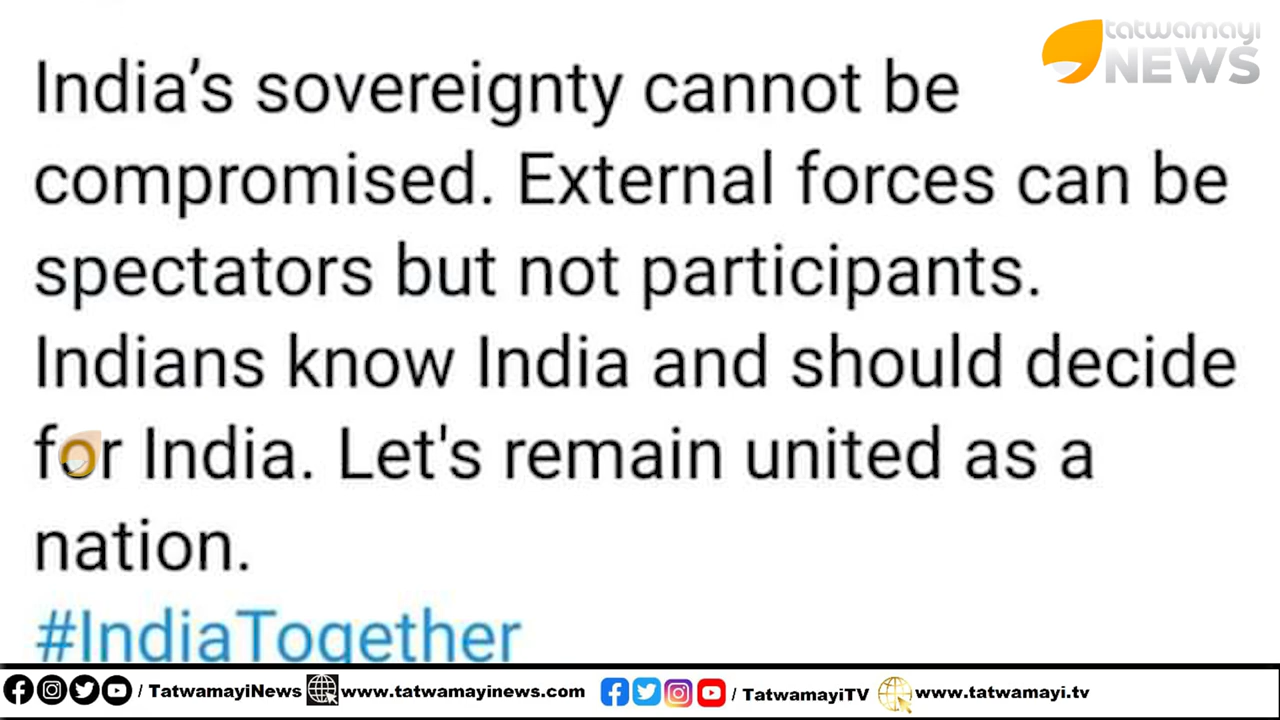 tatwamayi
NEWS
India’s sovereignty cannot be
compromised. External forces can be
spectators but not participants.
Indians know India and should decide
for India. Let's remain united as a
nation.
#IndiaTogether
/ TatwamayiNews www.tatwamayinews.com / TatwamayiTV www.tatwamayi.tv